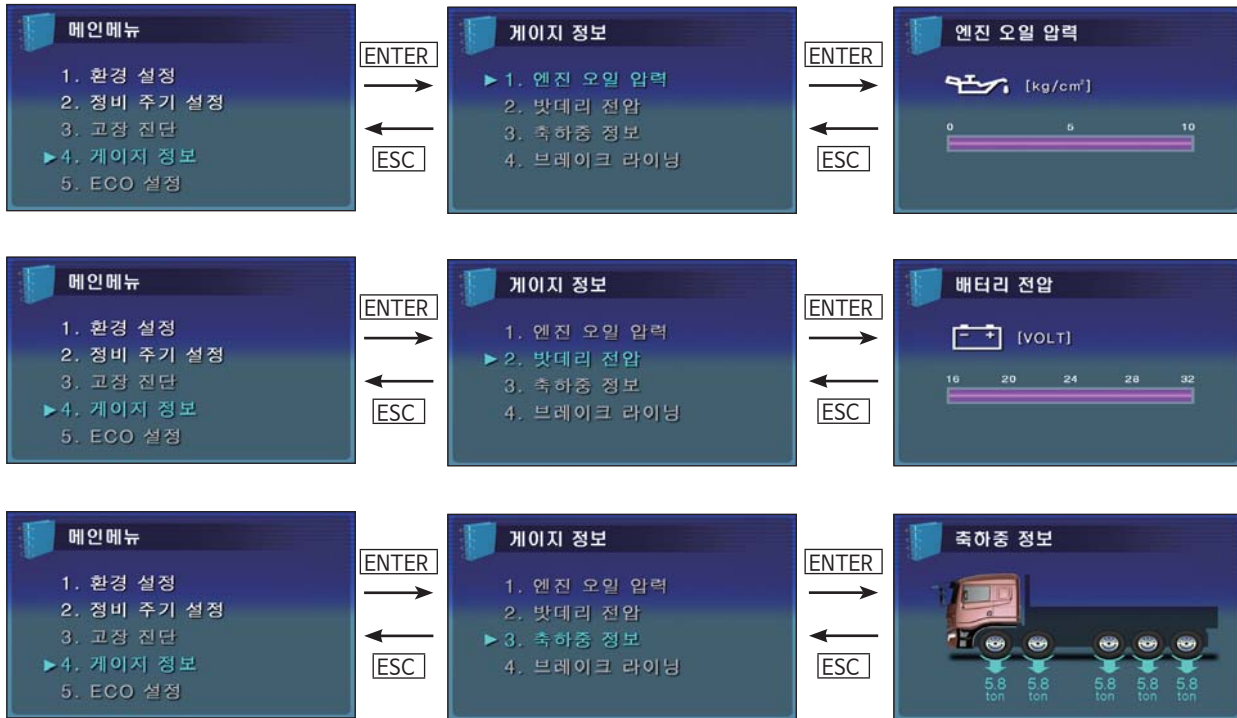 메인메뉴
1. 환경 설정
2. 정비 주기 설정
3. 고장 진단
▶4. 게이지 정보
5. ECO 설정
ENTER
ESC
게이지 정보
▶1. 엔진 오일 압력
2. 밧데리 전압
3. 축하중 정보
4. 브레이크 라이닝
ENTER
ESC
엔진 오일 압력
[kg/cm²]
0 5 10
메인메뉴
1. 환경 설정
2. 정비 주기 설정
3. 고장 진단
▶4. 게이지 정보
5. ECO 설정
ENTER
ESC
게이지 정보
1. 엔진 오일 압력
▶2. 밧데리 전압
3. 축하중 정보
4. 브레이크 라이닝
ENTER
ESC
배터리 전압
- +
[VOLT]
16 20 24 28 32
메인메뉴
1. 환경 설정
2. 정비 주기 설정
3. 고장 진단
▶4. 게이지 정보
5. ECO 설정
ENTER
ESC
게이지 정보
1. 엔진 오일 압력
2. 밧데리 전압
▶3. 축하중 정보
4. 브레이크 라이닝
ENTER
ESC
축하중 정보
5.8 5.8 5.8 5.8 5.8
ton ton ton ton ton